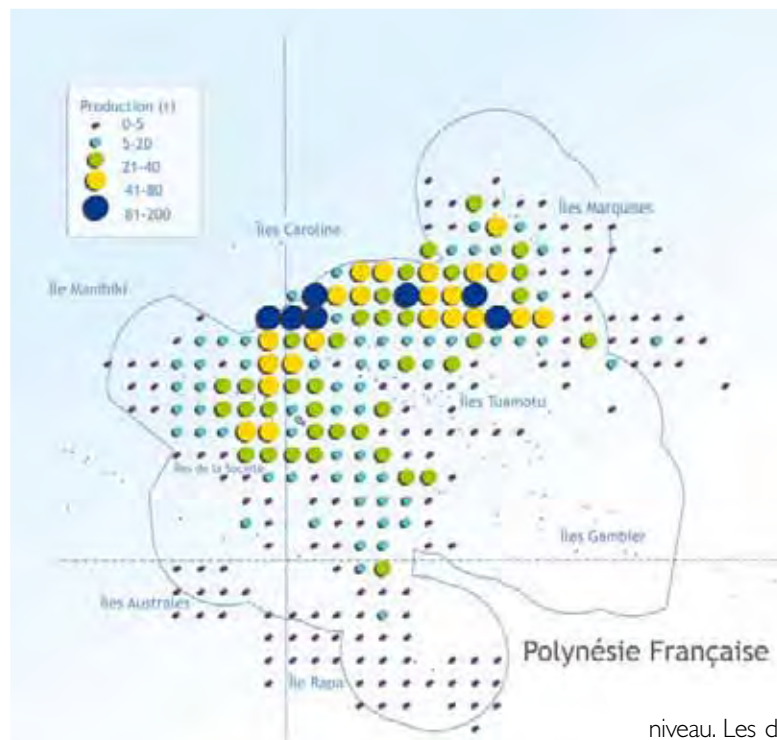 Production (t)
0-5
5-20
21-40
41-80
81-200
Îles Caroline
Îles Marquises
Île Manihiki
Îles Tuamotu
Îles de la Société
Îles Gambier
Îles Australes
Polynésie Française
Île Rapa
niveau. Les d